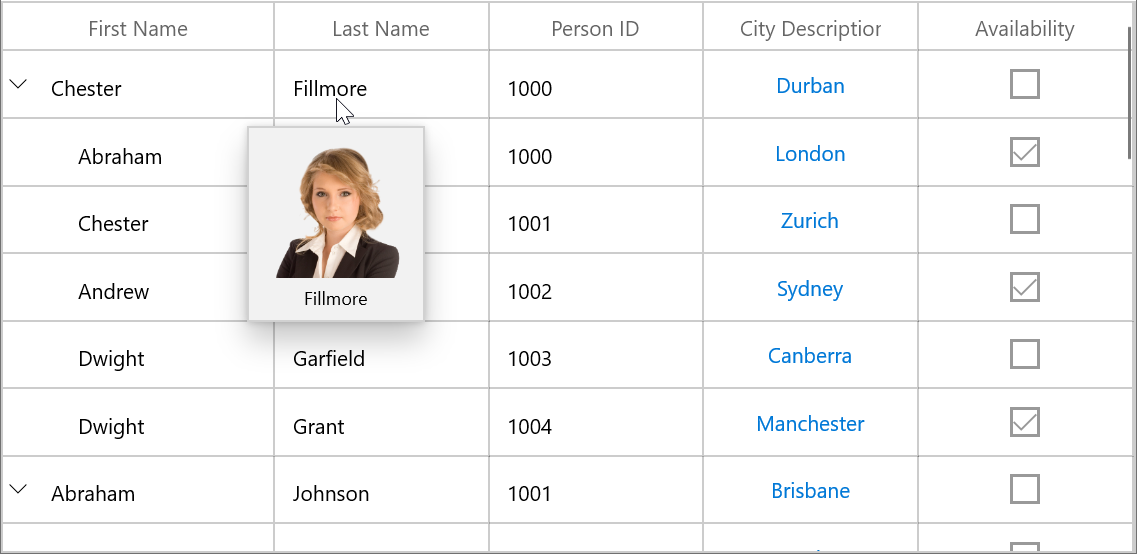 First Name Last Name Person ID City Description Availability
Chester Fillmore 1000 Durban
Abraham 1000 London
Chester 1001 Zurich
Andrew 1002 Sydney
Fillmore
Dwight Garfield 1003 Canberra
Dwight Grant 1004 Manchester
Abraham Johnson 1001 Brisbane